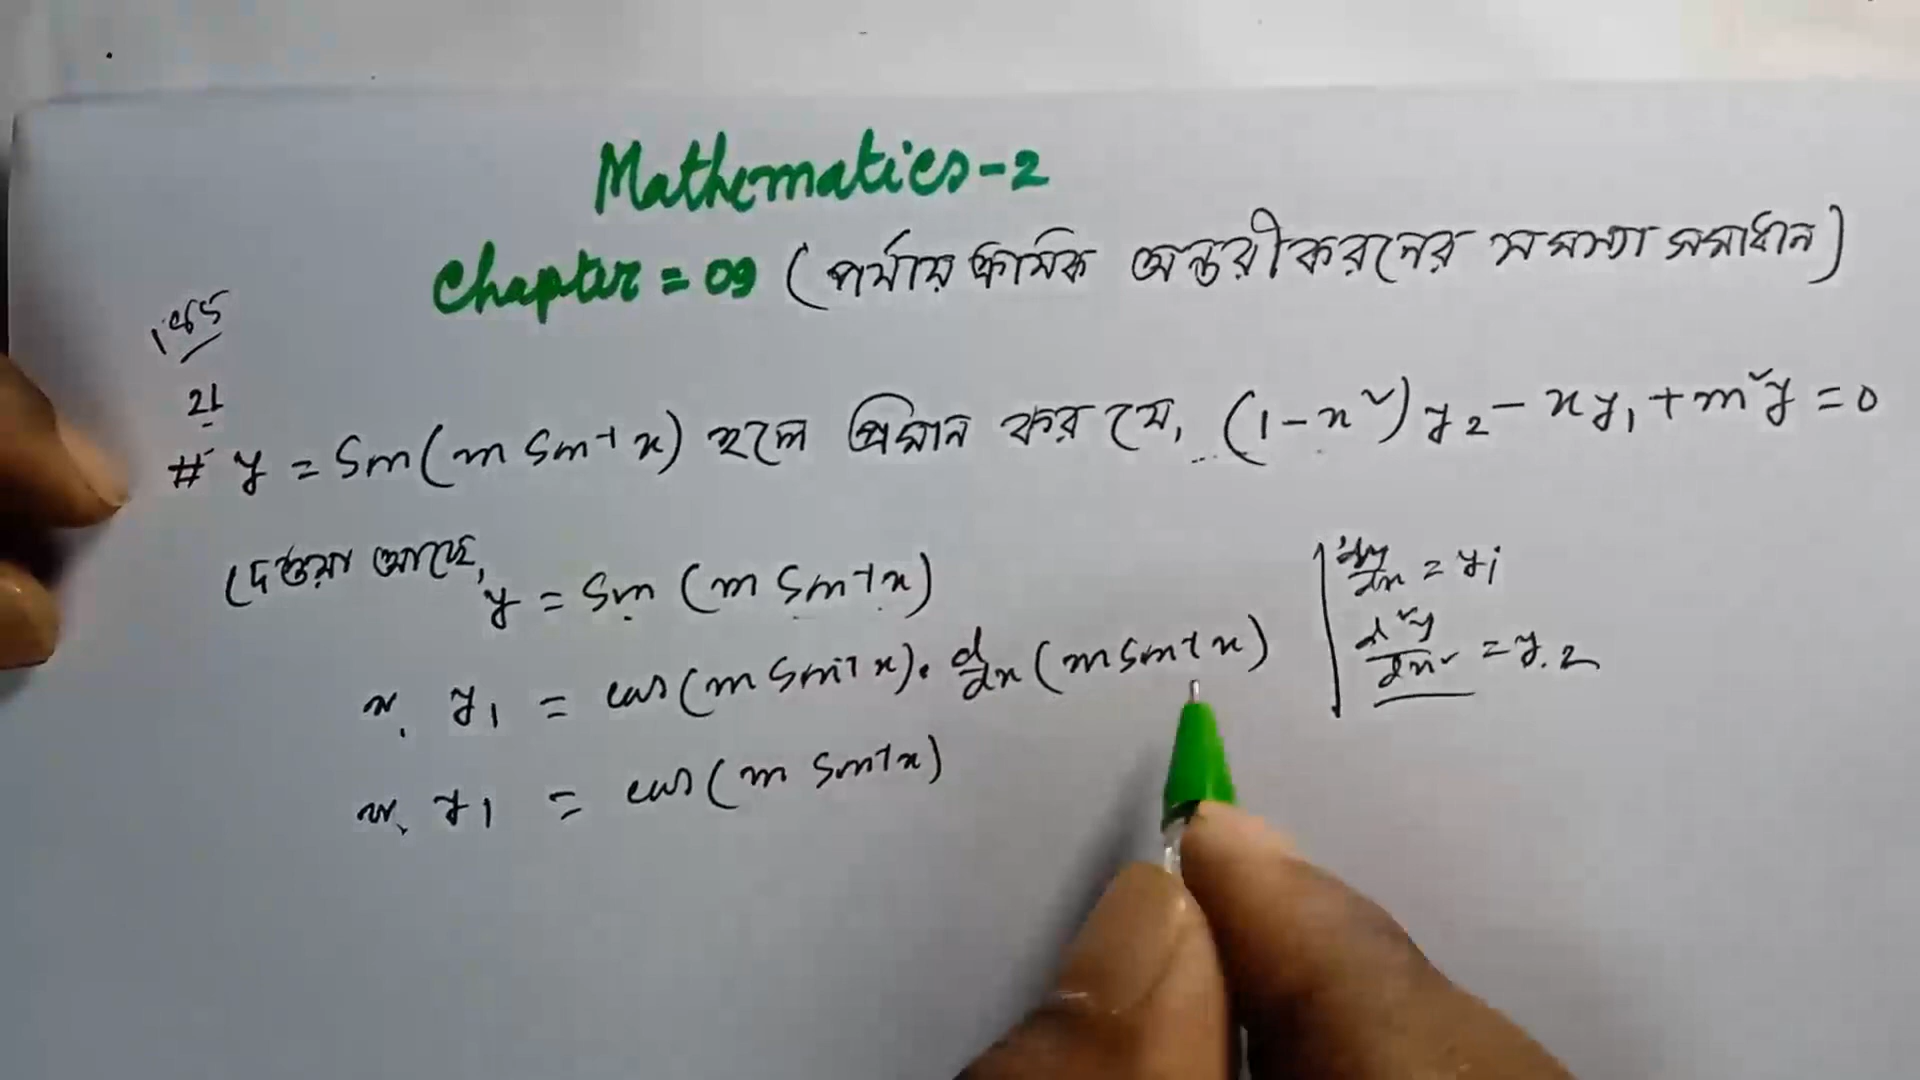 Mathematics-2
Chapter = 09 (পর্যায়ক্রমিক অন্তরীকরনের সমস্যা সমাধান)
21
# y = Sin(m Sin⁻¹x) হলে প্রমান কর যে, (1-x²)y₂ - xy₁ + m²y = 0
দেওয়া আছে,
y = Sin (m Sin⁻¹x)
বা, y₁ = cos(m Sin⁻¹x). d/dx (m Sin⁻¹x)
বা, y₁ = cos(m Sin⁻¹x)
dy/dx = y₁
d²y/dx² = y₂